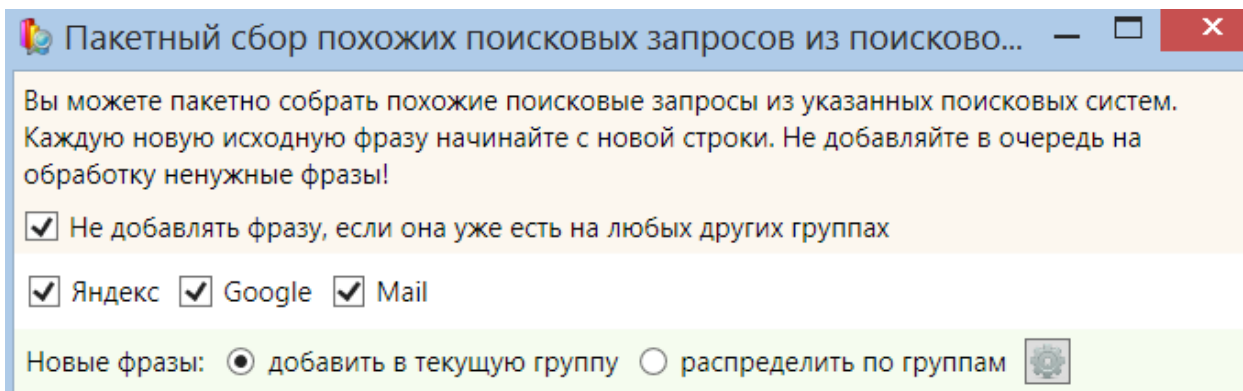 Пакетный сбор похожих поисковых запросов из поисково...
Вы можете пакетно собрать похожие поисковые запросы из указанных поисковых систем.
Каждую новую исходную фразу начинайте с новой строки. Не добавляйте в очередь на
обработку ненужные фразы!
Не добавлять фразу, если она уже есть на любых других группах
Яндекс Google Mail
Новые фразы: добавить в текущую группу распределить по группам